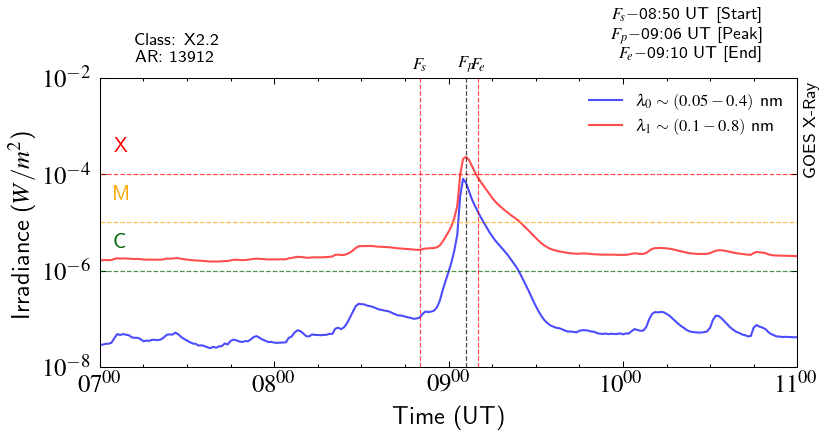 Fs−08:50 UT [Start]
Class: X2.2
Fp−09:06 UT [Peak]
AR: 13912
Fe−09:10 UT [End]
Fs
Fp
Fe
10⁻²
λ₀ ∼ (0.05 − 0.4) nm
λ₁ ∼ (0.1 − 0.8) nm
GOES X-Ray
X
10⁻⁴
M
C
10⁻⁶
10⁻⁸
Irradiance (W/m²)
07⁰⁰ 08⁰⁰ 09⁰⁰ 10⁰⁰ 11⁰⁰
Time (UT)